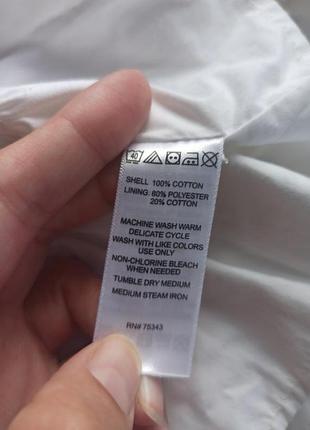 40
SHELL 100% COTTON
LINING: 80% POLYESTER
20% COTTON
MACHINE WASH WARM
DELICATE CYCLE
WASH WITH LIKE COLORS
USE ONLY
NON-CHLORINE BLEACH
WHEN NEEDED
TUMBLE DRY MEDIUM
MEDIUM STEAM IRON
RN# 75343